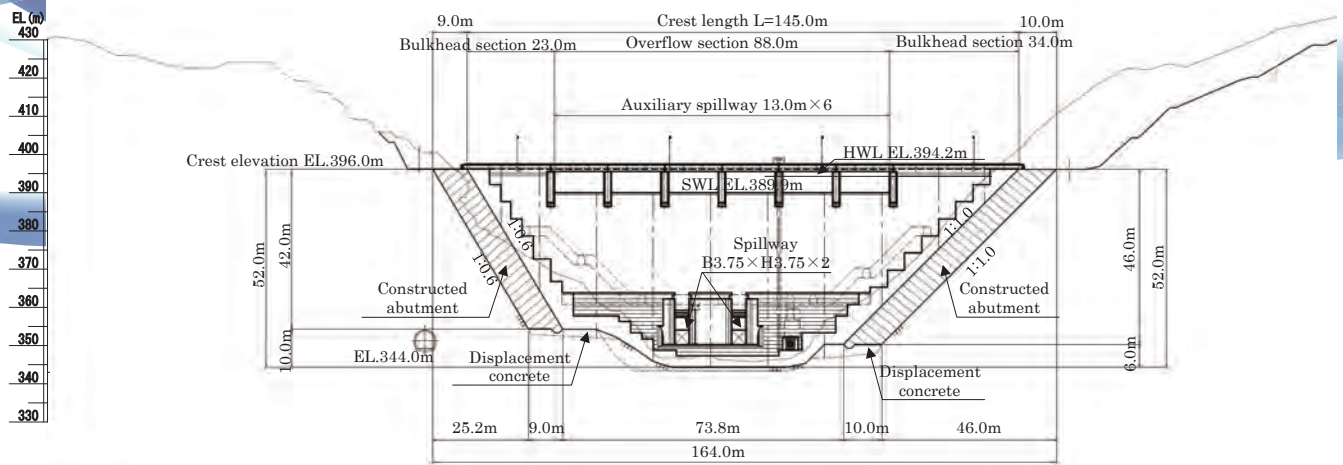 EL(m)
430
420
410
400
390
380
370
360
350
340
330
9.0m
Crest length L=145.0m
10.0m
Bulkhead section 23.0m
Overflow section 88.0m
Bulkhead section 34.0m
Auxiliary spillway 13.0m×6
Crest elevation EL.396.0m
HWL EL.394.2m
SWL EL.389.9m
1:0.6
1:0.6
1:1.0
1:1.0
Spillway
B3.75×H3.75×2
52.0m
42.0m
10.0m
46.0m
52.0m
6.0m
Constructed
abutment
Constructed
abutment
EL.344.0m
Displacement
concrete
Displacement
concrete
25.2m
9.0m
73.8m
10.0m
46.0m
164.0m